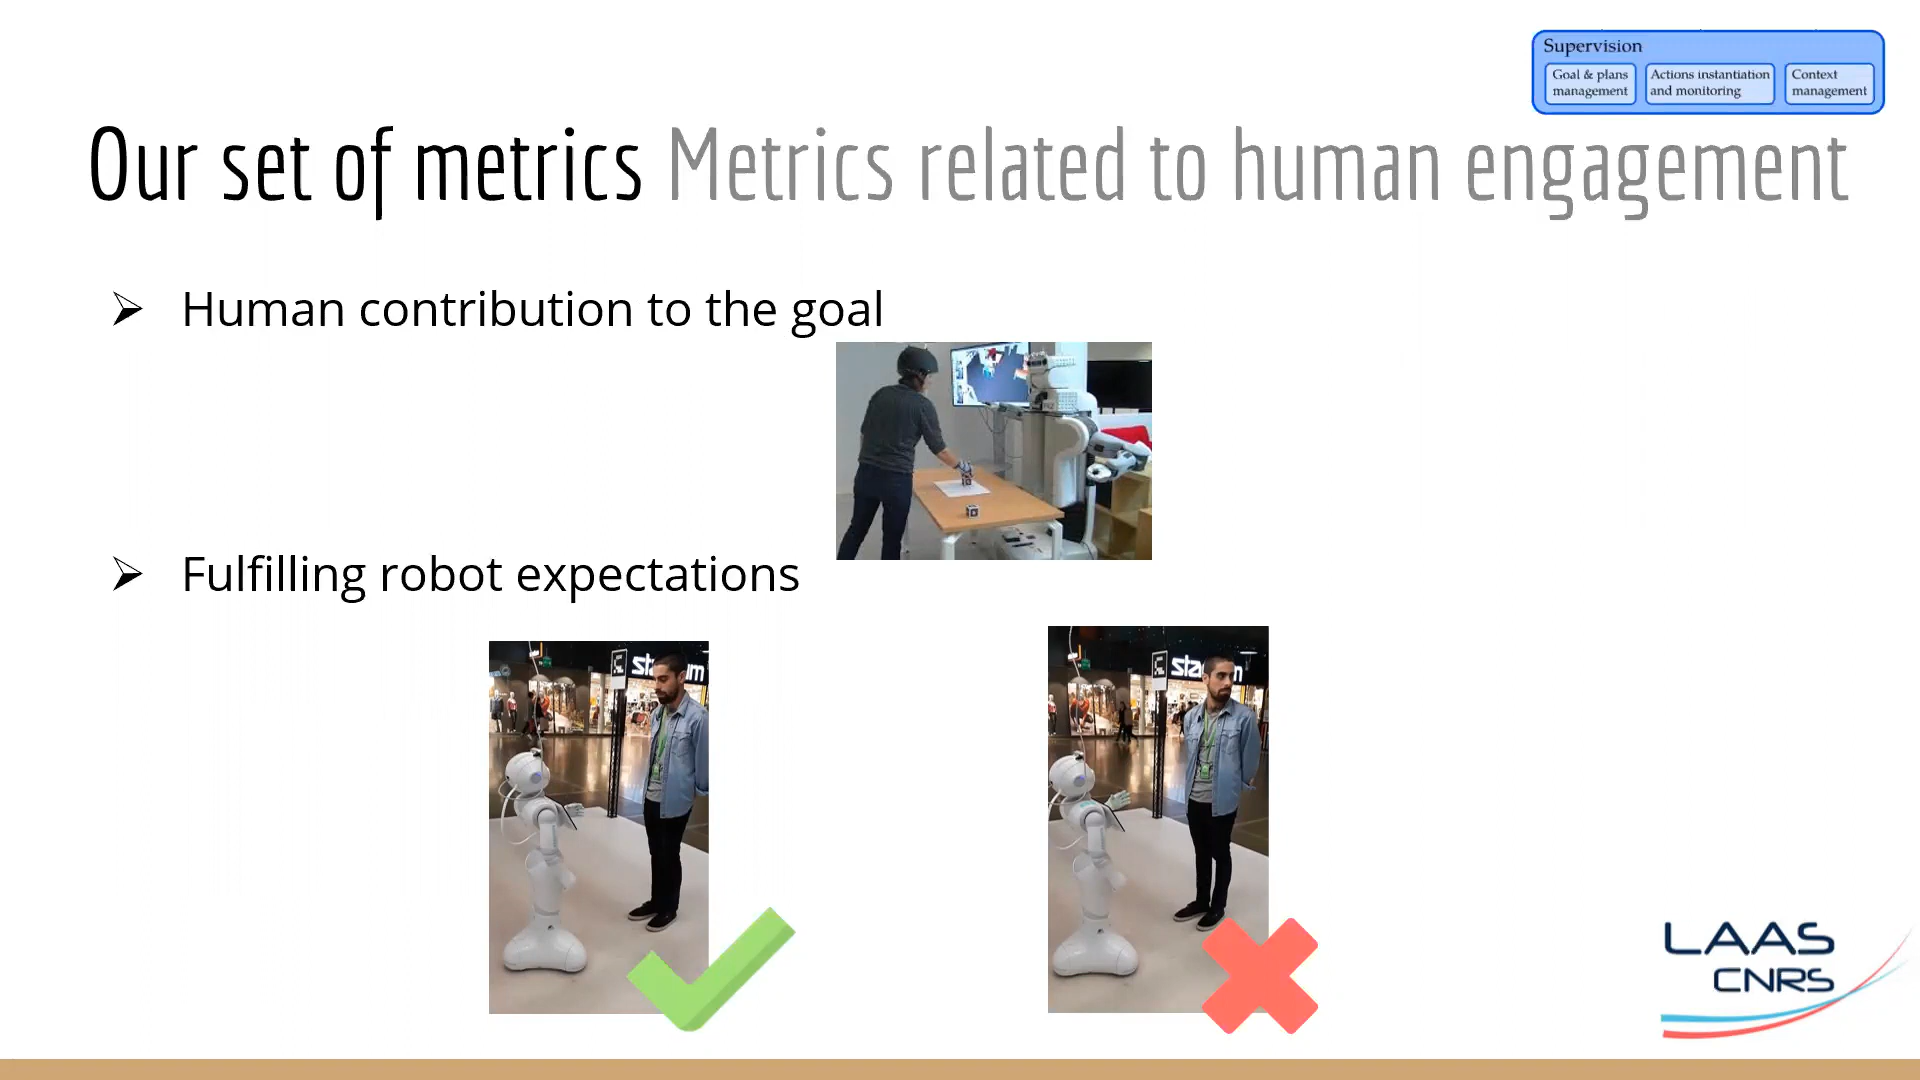 Supervision
Goal & plans management
Actions instantiation and monitoring
Context management
Our set of metrics Metrics related to human engagement
➢ Human contribution to the goal
➢ Fulfilling robot expectations
LAAS
CNRS